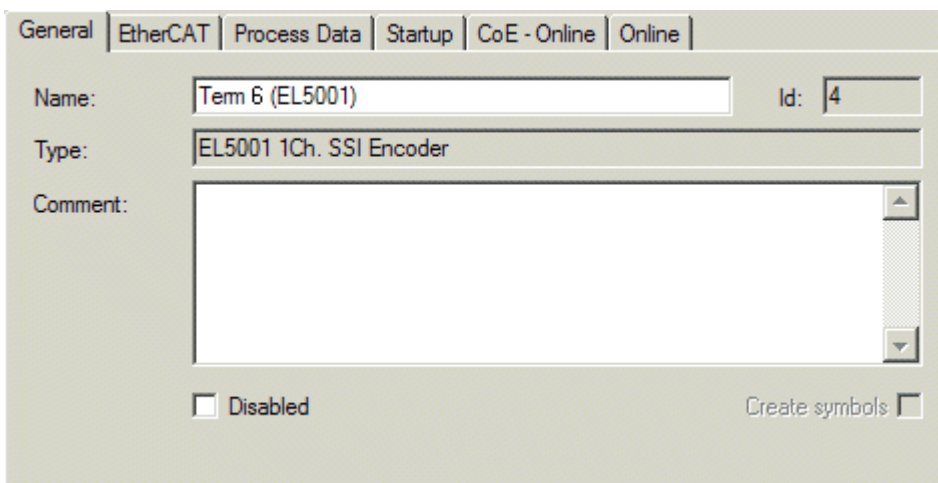 General EtherCAT Process Data Startup CoE - Online Online
Name: Term 6 (EL5001) Id: 4
Type: EL5001 1Ch. SSI Encoder
Comment:
Disabled Create symbols